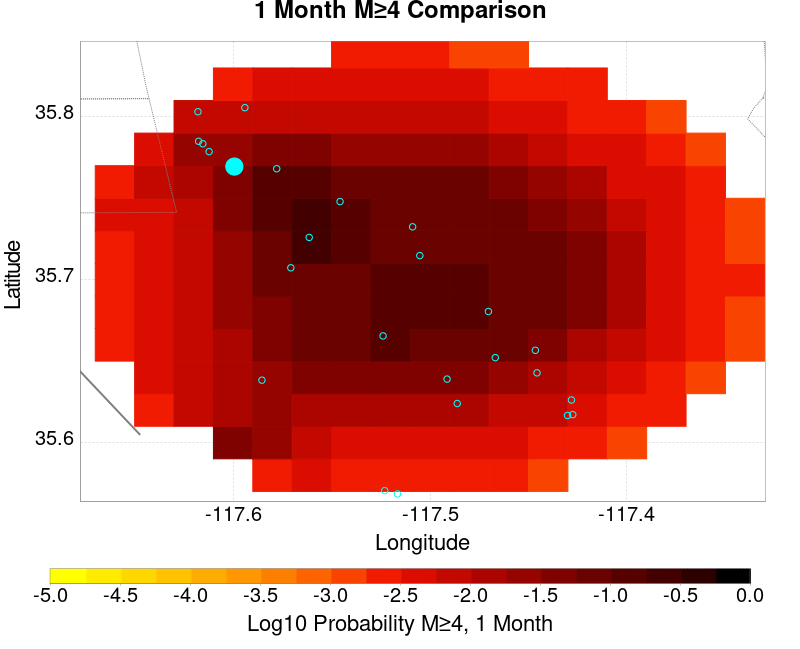 1 Month M≥4 Comparison
35.8
35.7
35.6
Latitude
-117.6 -117.5 -117.4
Longitude
-5.0 -4.5 -4.0 -3.5 -3.0 -2.5 -2.0 -1.5 -1.0 -0.5 0.0
Log10 Probability M≥4, 1 Month